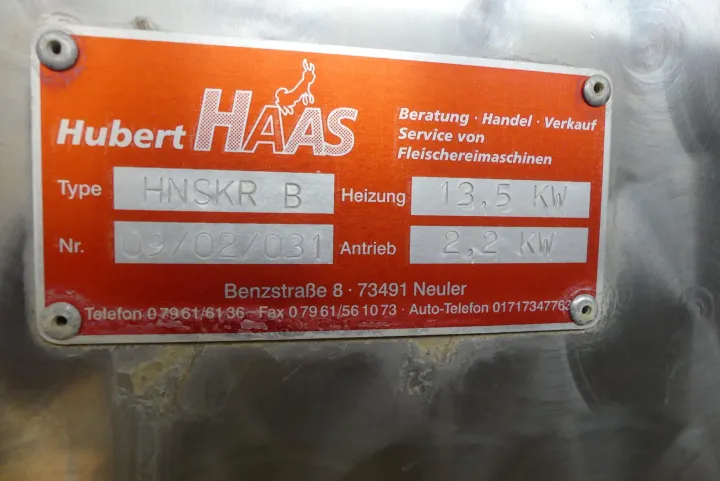 Hubert HAAS
Beratung · Handel · Verkauf
Service von
Fleischereimaschinen
Type HNSKR B Heizung 13,5 KW
Nr. 09/02/031 Antrieb 2,2 KW
Benzstraße 8 · 73491 Neuler
Telefon 0 79 61/61 36 · Fax 0 79 61/56 10 73 · Auto-Telefon 01717347763